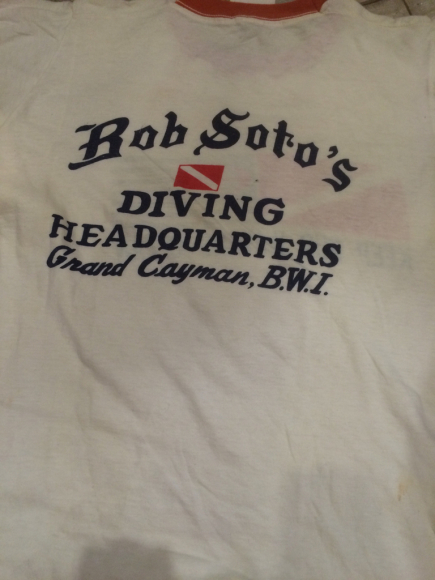 Bob Soto's
DIVING
HEADQUARTERS
Grand Cayman, B.W.I.